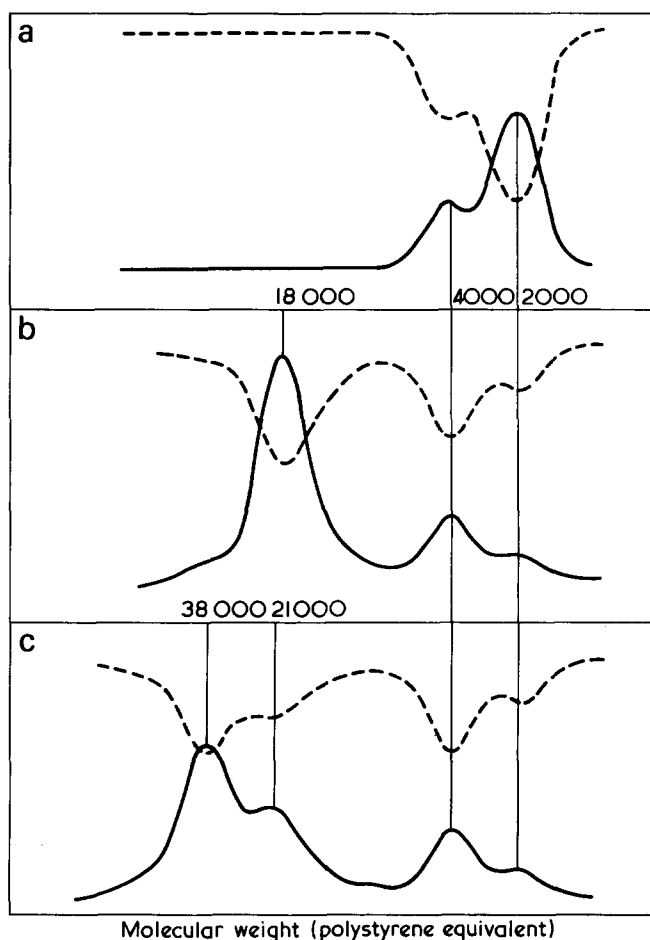 a
18 000 4000 2000
b
38 000 21000
c
Molecular weight (polystyrene equivalent)